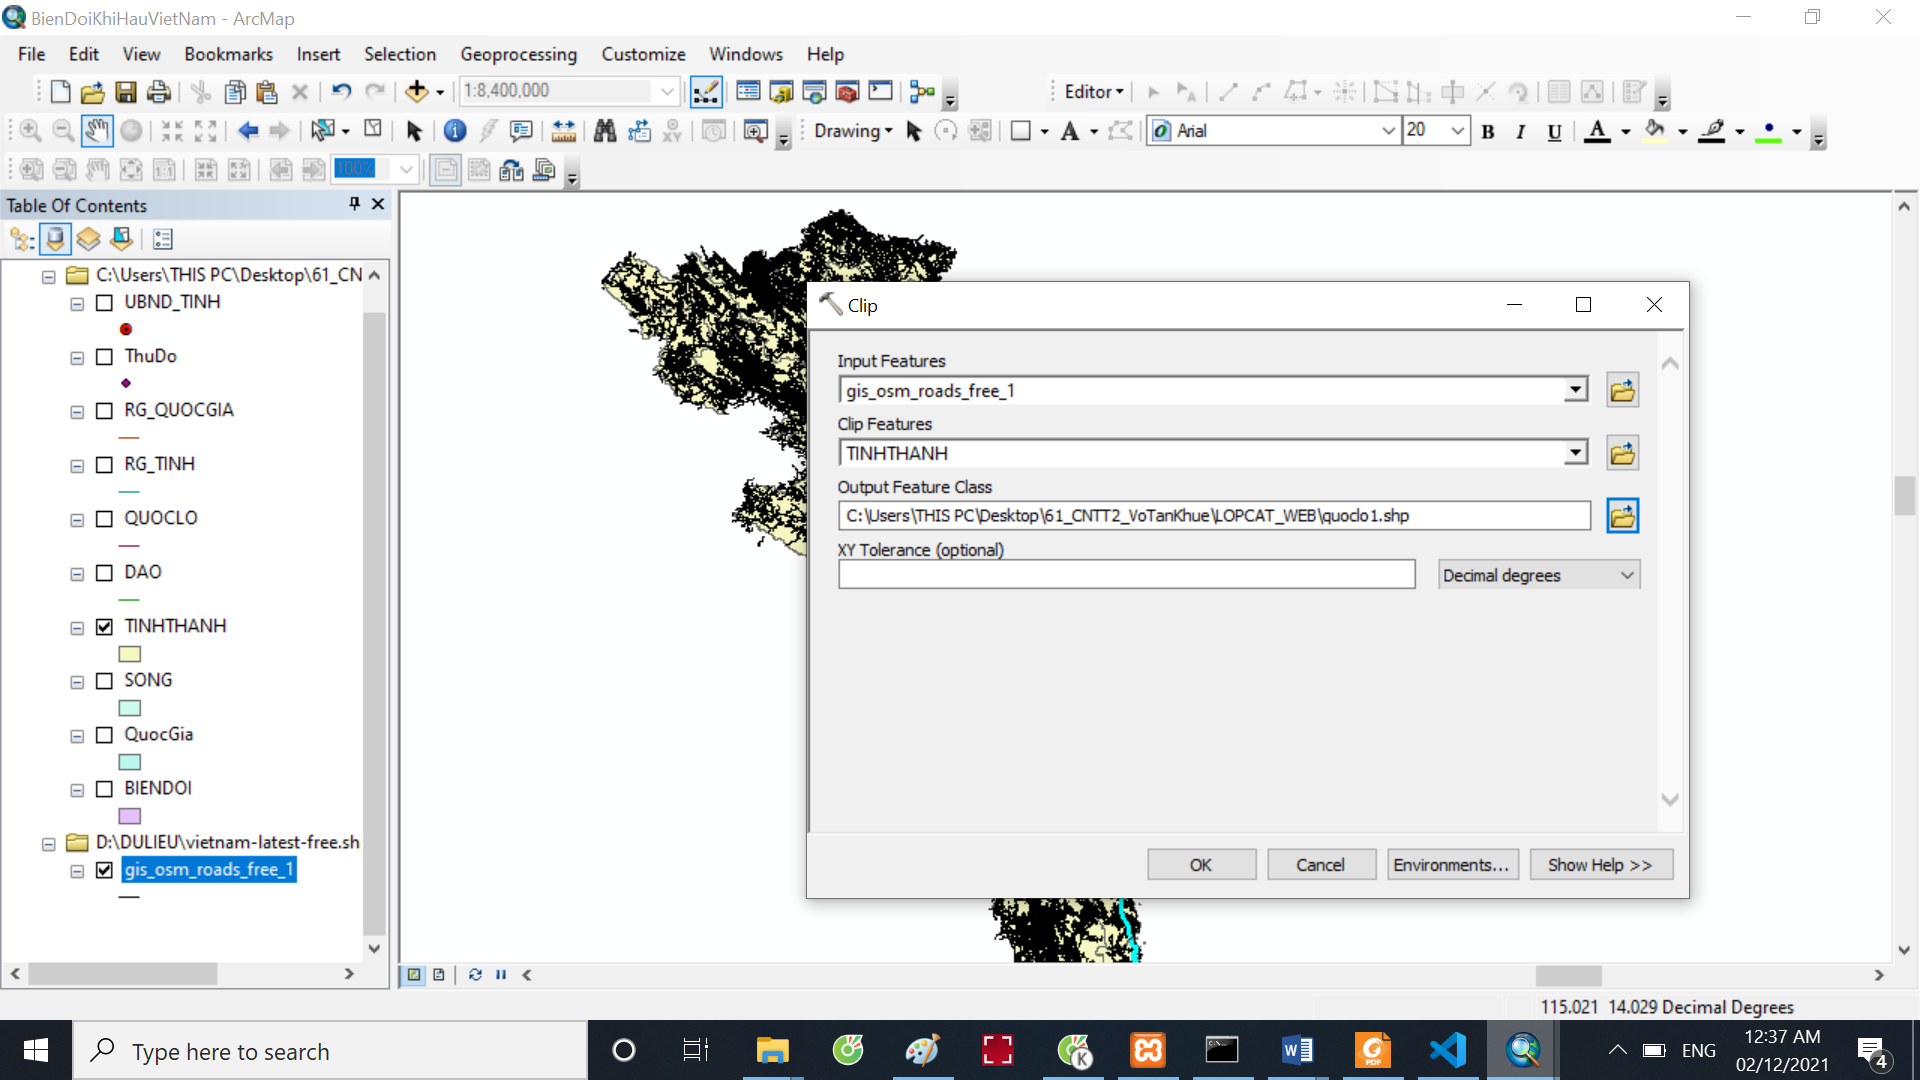 BienDoiKhiHauVietNam - ArcMap
File Edit View Bookmarks Insert Selection Geoprocessing Customize Windows Help
1:8,400,000
Editor
Drawing
A
Arial
20
B I U A
100%
Table Of Contents
C:\Users\THIS PC\Desktop\61_CN
UBND_TINH
ThuDo
RG_QUOCGIA
RG_TINH
QUOCLO
DAO
TINHTHANH
SONG
QuocGia
BIENDOI
D:\DULIEU\vietnam-latest-free.sh
gis_osm_roads_free_1
Clip
Input Features
gis_osm_roads_free_1
Clip Features
TINHTHANH
Output Feature Class
C:\Users\THIS PC\Desktop\61_CNTT2_VoTanKhue\LOPCAT_WEB\quoclo1.shp
XY Tolerance (optional)
Decimal degrees
OK Cancel Environments... Show Help >>
115.021 14.029 Decimal Degrees
Type here to search
ENG
12:37 AM
02/12/2021
4